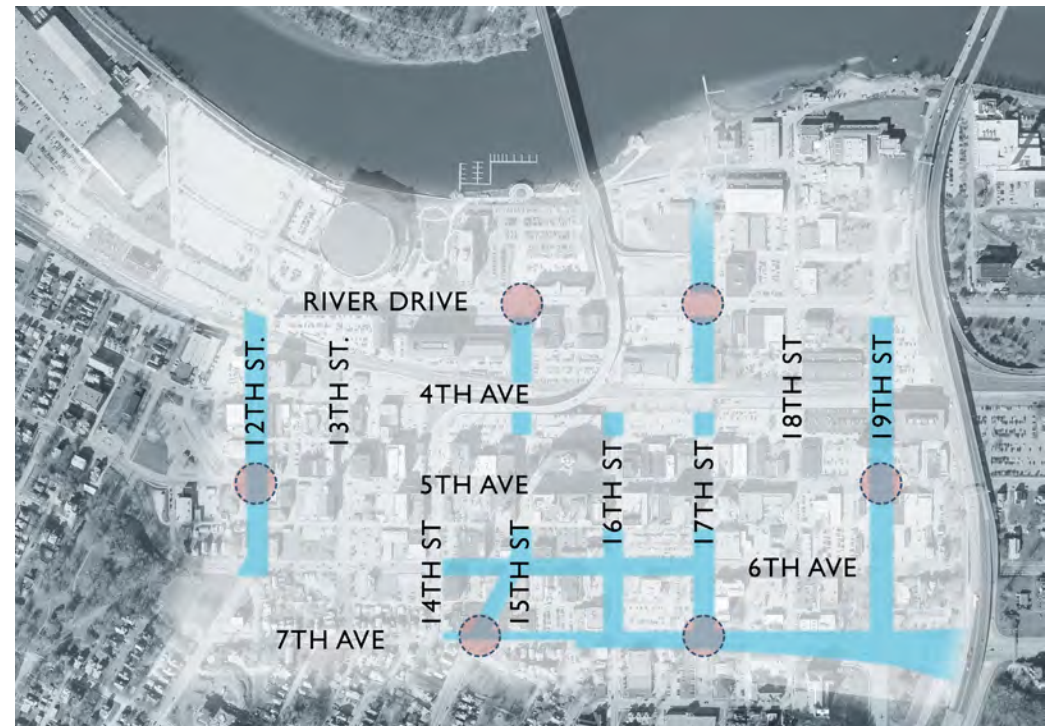 RIVER DRIVE
12TH ST.
13TH ST.
4TH AVE
18TH ST
19TH ST
5TH AVE
16TH ST
17TH ST
14TH ST
15TH ST
6TH AVE
7TH AVE